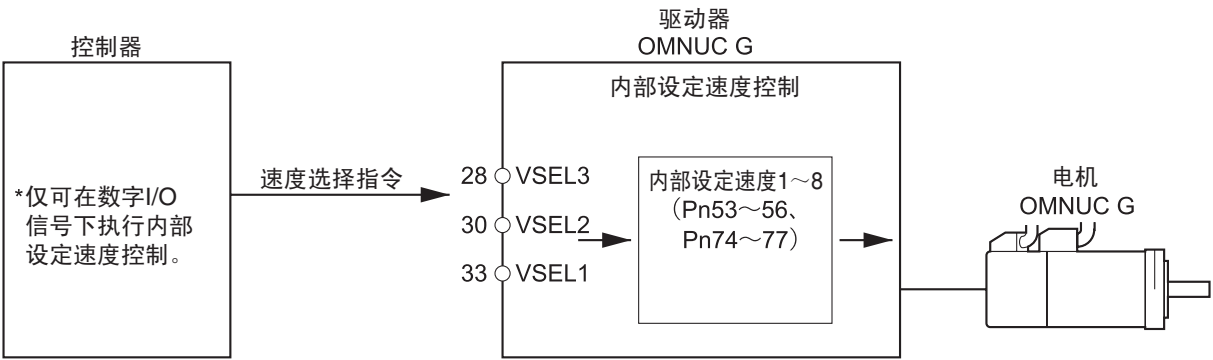 控制器
*仅可在数字I/O
信号下执行内部
设定速度控制。
速度选择指令
驱动器
OMNUC G
内部设定速度控制
28 VSEL3
30 VSEL2
33 VSEL1
内部设定速度1～8
（Pn53～56、
Pn74～77）
电机
OMNUC G